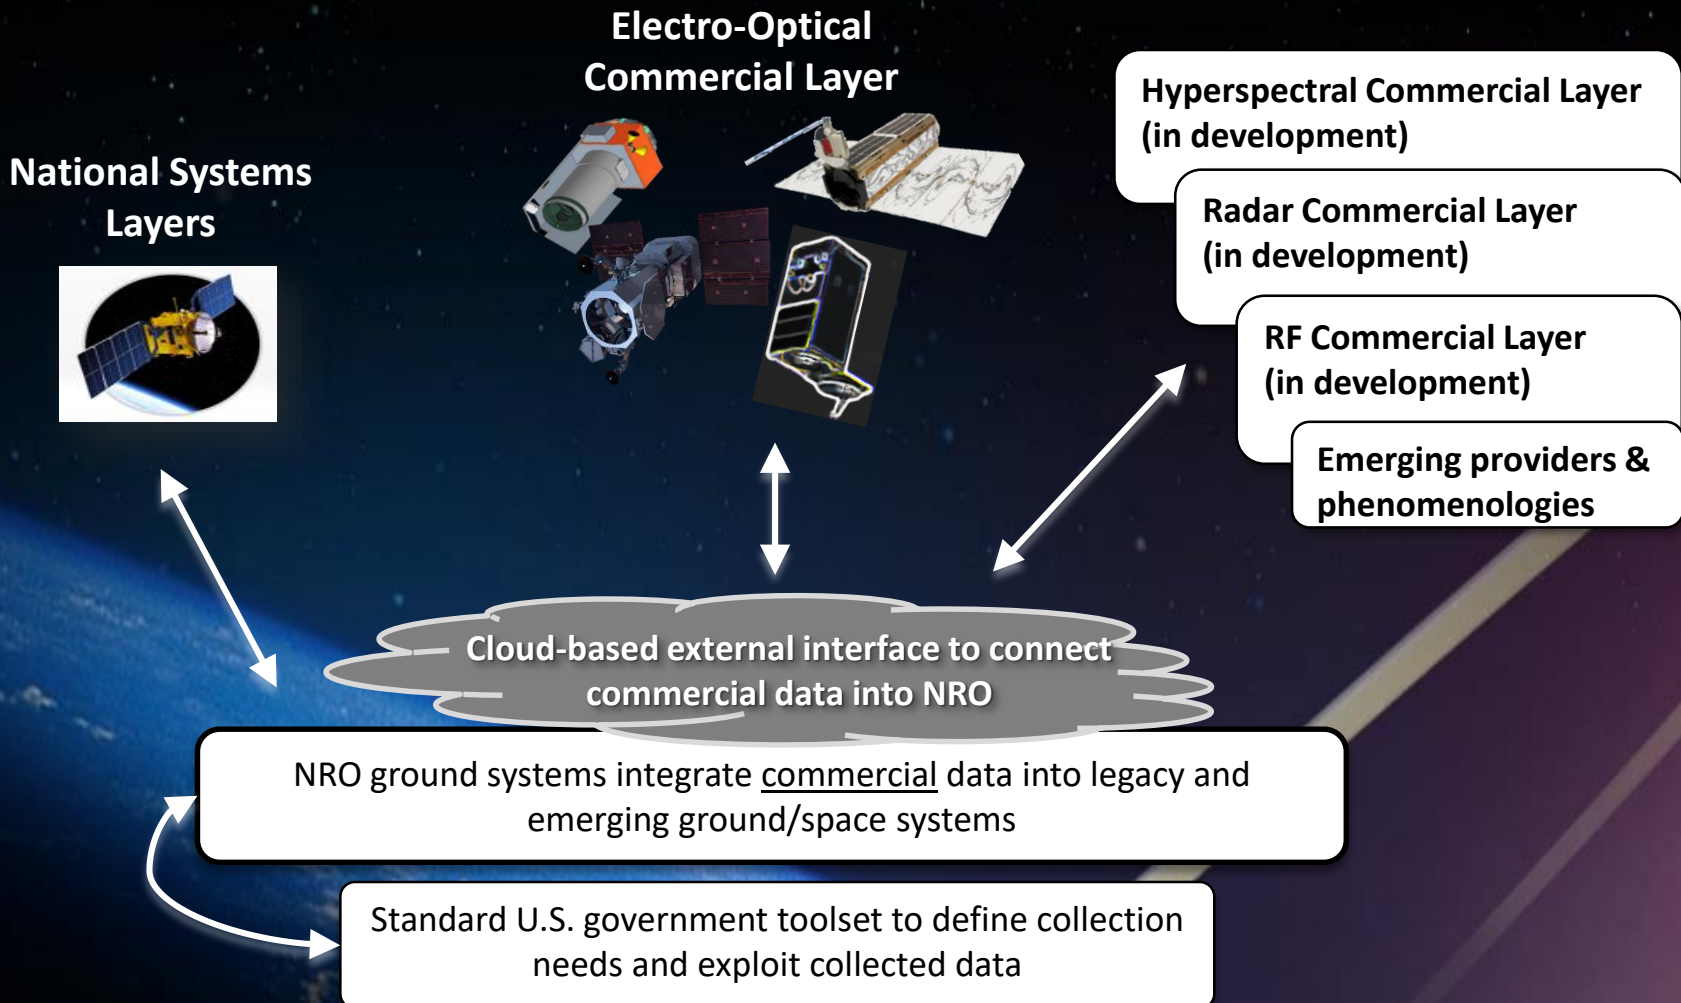 Electro-Optical
Commercial Layer
National Systems
Layers
Hyperspectral Commercial Layer
(in development)
Radar Commercial Layer
(in development)
RF Commercial Layer
(in development)
Emerging providers &
phenomenologies
Cloud-based external interface to connect
commercial data into NRO
NRO ground systems integrate commercial data into legacy and
emerging ground/space systems
Standard U.S. government toolset to define collection
needs and exploit collected data